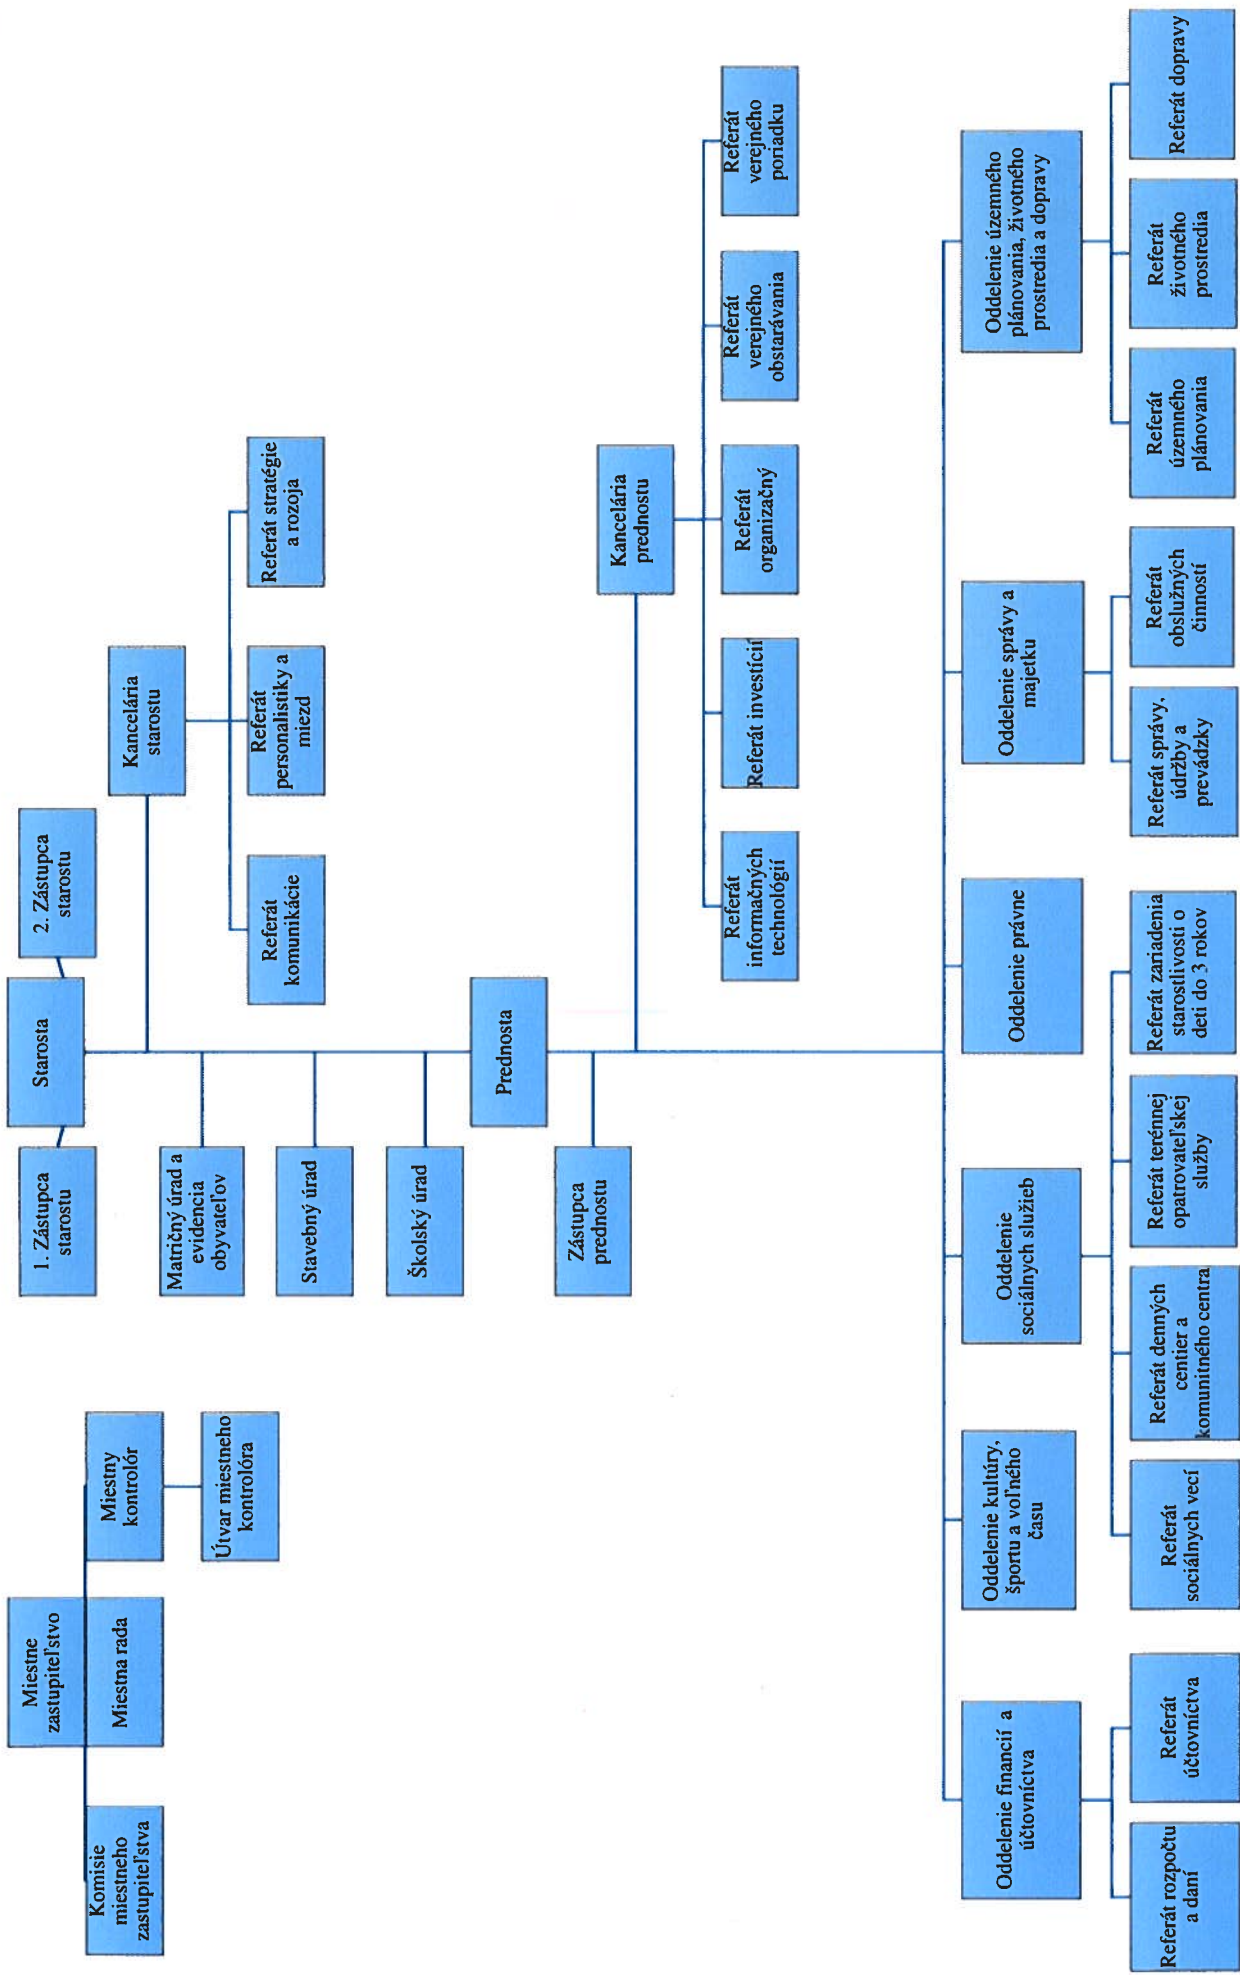 Miestne
zastupiteľstvo
Komisie
miestneho
zastupiteľstva
Miestna rada
Miestny
kontrolór
Útvar miestneho
kontrolóra
Starosta
1. Zástupca
starostu
2. Zástupca
starostu
Kancelária
starostu
Referát
komunikácie
Referát
personalistiky a
miezd
Referát stratégie
a rozoja
Matričný úrad a
evidencia
obyvateľov
Stavebný úrad
Školský úrad
Prednosta
Zástupca
prednostu
Kancelária
prednostu
Referát
informačných
technológií
Referát investícií
Referát
organizačný
Referát
verejného
obstarávania
Referát
verejného
poriadku
Oddelenie financií a
účtovníctva
Oddelenie kultúry,
športu a voľného
času
Oddelenie
sociálnych služieb
Oddelenie právne
Oddelenie správy a
majetku
Oddelenie územného
plánovania, životného
prostredia a dopravy
Referát rozpočtu
a daní
Referát
účtovníctva
Referát
sociálnych vecí
Referát denných
centier a
komunitného centra
Referát terénnej
opatrovateľskej
služby
Referát zariadenia
starostlivosti o
deti do 3 rokov
Referát správy,
údržby a
prevádzky
Referát
obslužných
činností
Referát
územného
plánovania
Referát
životného
prostredia
Referát dopravy